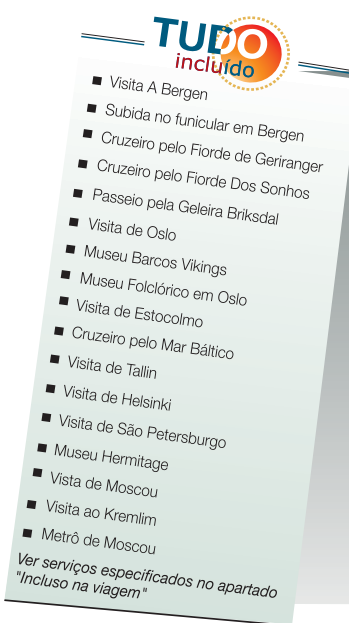 TUDO
incluído
■ Visita A Bergen
■ Subida no funicular em Bergen
■ Cruzeiro pelo Fiorde de Geriranger
■ Cruzeiro pelo Fiorde Dos Sonhos
■ Passeio pela Geleira Briksdal
■ Visita de Oslo
■ Museu Barcos Vikings
■ Museu Folclórico em Oslo
■ Visita de Estocolmo
■ Cruzeiro pelo Mar Báltico
■ Visita de Tallin
■ Visita de Helsinki
■ Visita de São Petersburgo
■ Museu Hermitage
■ Vista de Moscou
■ Visita ao Kremlim
■ Metrô de Moscou
Ver serviços especificados no apartado
"Incluso na viagem"